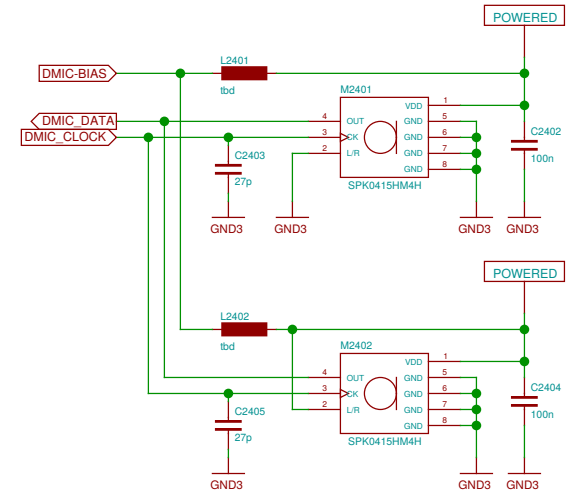 POWERED
L2401
DMIC-BIAS
tbd
M2401
DMIC_DATA
DMIC_CLOCK
4 OUT VDD 1
3 CK GND 5
2 L/R GND 6
GND 7
GND 8
C2402
100n
C2403
27p
SPK0415HM4H
GND3 GND3 GND3 GND3
POWERED
L2402
tbd
M2402
4 OUT VDD 1
3 CK GND 5
2 L/R GND 6
GND 7
GND 8
C2404
100n
C2405
27p
SPK0415HM4H
GND3 GND3 GND3